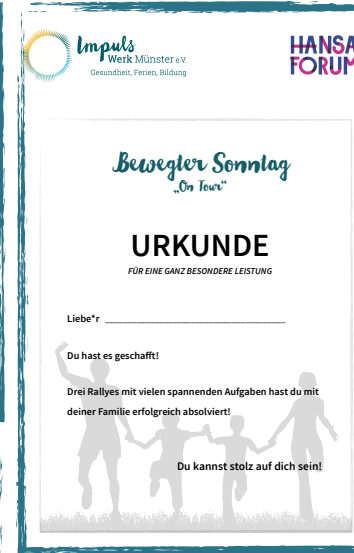 Impuls
Werk Münster e.V.
Gesundheit, Ferien, Bildung
HANSA
FORUM
Bewegter Sonntag
„On Tour“
URKUNDE
FÜR EINE GANZ BESONDERE LEISTUNG
Liebe*r ___________________________________
Du hast es geschafft!
Drei Rallyes mit vielen spannenden Aufgaben hast du mit
deiner Familie erfolgreich absolviert!
Du kannst stolz auf dich sein!